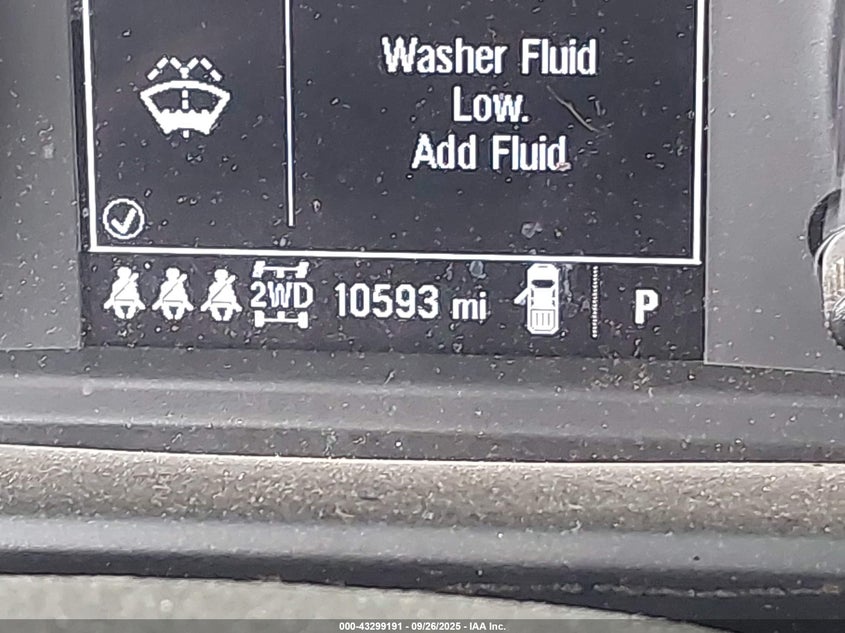 Washer Fluid
Low.
Add Fluid
2WD 10593 mi P
000-43299191 - 09/26/2025 - IAA Inc.